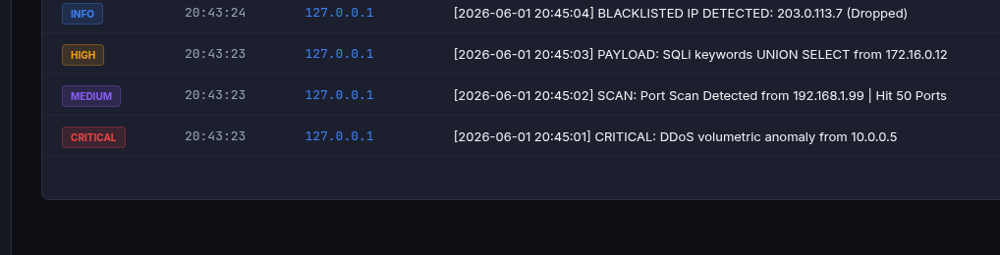 INFO 20:43:24 127.0.0.1 [2026-06-01 20:45:04] BLACKLISTED IP DETECTED: 203.0.113.7 (Dropped)
HIGH 20:43:23 127.0.0.1 [2026-06-01 20:45:03] PAYLOAD: SQLi keywords UNION SELECT from 172.16.0.12
MEDIUM 20:43:23 127.0.0.1 [2026-06-01 20:45:02] SCAN: Port Scan Detected from 192.168.1.99 | Hit 50 Ports
CRITICAL 20:43:23 127.0.0.1 [2026-06-01 20:45:01] CRITICAL: DDoS volumetric anomaly from 10.0.0.5